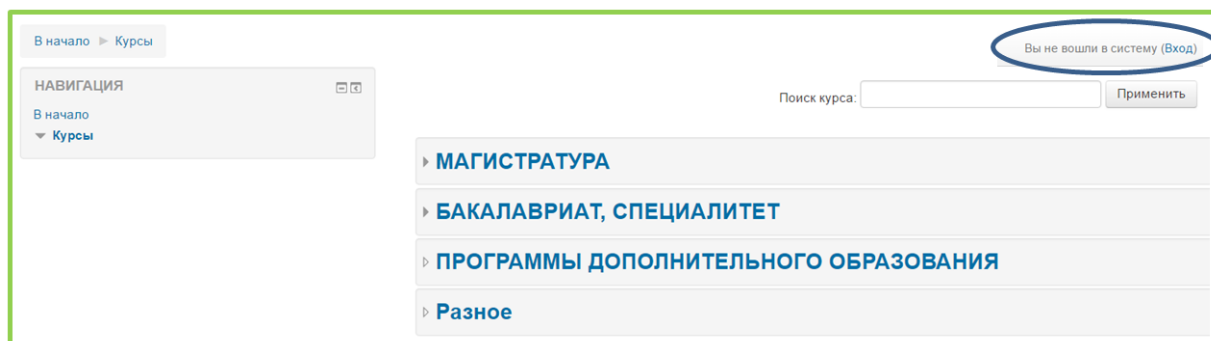 В начало ▶ Курсы
Вы не вошли в систему (Вход)
НАВИГАЦИЯ
В начало
Курсы
Поиск курса:
Применить
МАГИСТРАТУРА
БАКАЛАВРИАТ, СПЕЦИАЛИТЕТ
ПРОГРАММЫ ДОПОЛНИТЕЛЬНОГО ОБРАЗОВАНИЯ
Разное